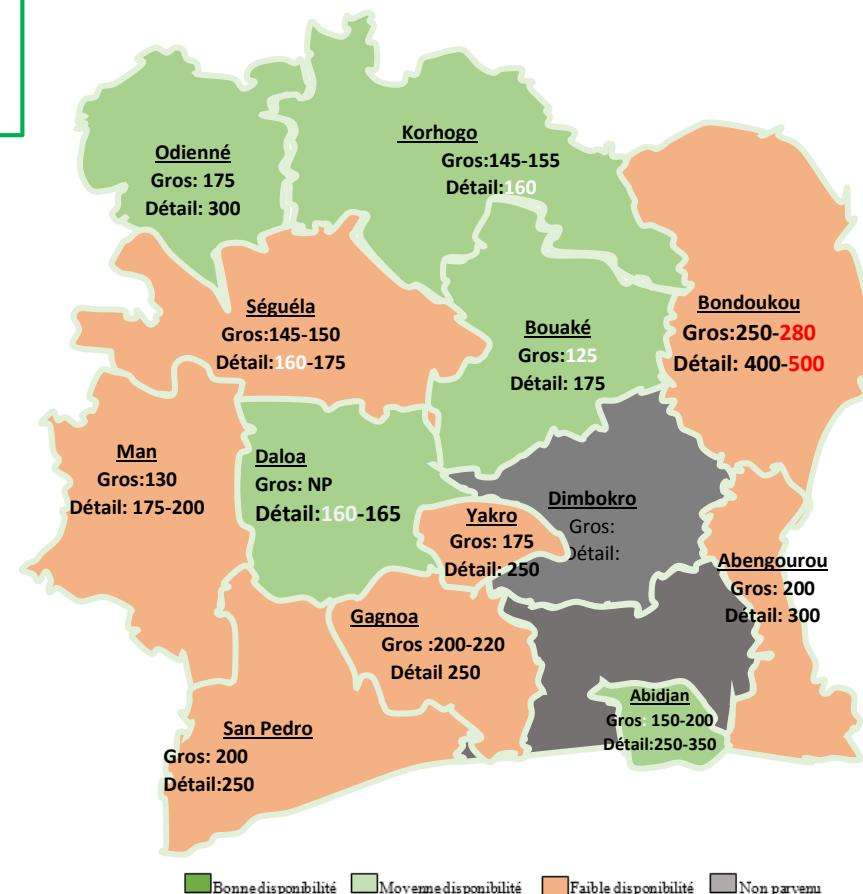 Odienné
Gros: 175
Détail: 300
Korhogo
Gros:145-155
Détail:160
Séguéla
Gros:145-150
Détail:160-175
Bouaké
Gros:125
Détail: 175
Bondoukou
Gros:250-280
Détail: 400-500
Man
Gros:130
Détail: 175-200
Daloa
Gros: NP
Détail:160-165
Yakro
Gros: 175
Détail: 250
Dimbokro
Gros:
Détail:
Abengourou
Gros: 200
Détail: 300
Gagnoa
Gros :200-220
Détail 250
San Pedro
Gros: 200
Détail:250
Abidjan
Gros: 150-200
Détail:250-350
Bonne disponibilité Moyenne disponibilité Faible disponibilité Non parvenu